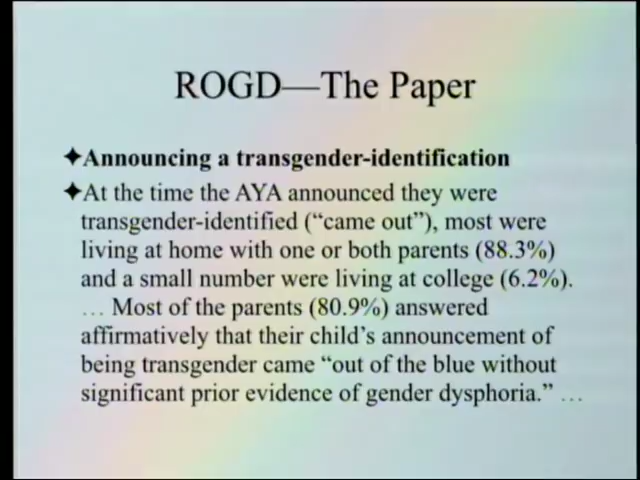 ROGD—The Paper
✦Announcing a transgender-identification
✦At the time the AYA announced they were
transgender-identified (“came out”), most were
living at home with one or both parents (88.3%)
and a small number were living at college (6.2%).
… Most of the parents (80.9%) answered
affirmatively that their child’s announcement of
being transgender came “out of the blue without
significant prior evidence of gender dysphoria.” …